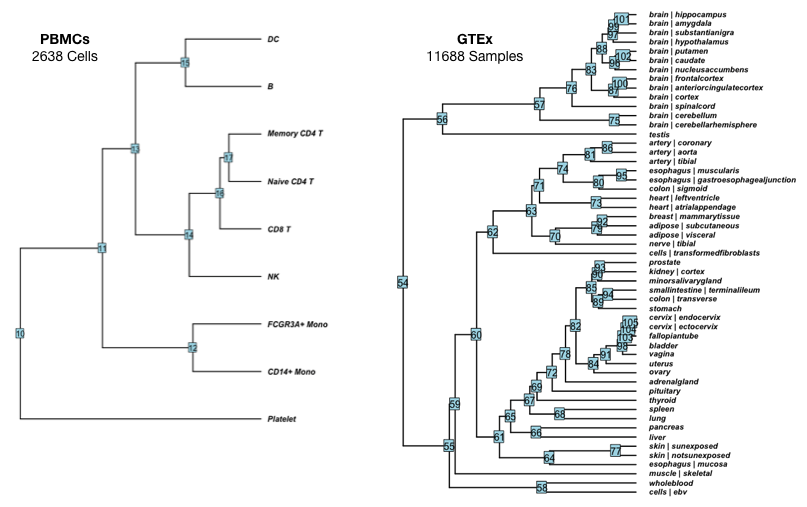 PBMCs
2638 Cells
DC
15
B
13
Memory CD4 T
17
Naive CD4 T
16
CD8 T
14
11
NK
10
FCGR3A+ Mono
12
CD14+ Mono
Platelet
GTEx
11688 Samples
brain | hippocampus
101
brain | amygdala
99
brain | substantianigra
97
brain | hypothalamus
88
brain | putamen
102
brain | caudate
96
brain | nucleusaccumbens
83
brain | frontalcortex
100
brain | anteriorcingulatecortex
87
76
brain | cortex
57
brain | spinalcord
56
brain | cerebellum
75
brain | cerebellarhemisphere
testis
artery | coronary
86
artery | aorta
81
artery | tibial
74
esophagus | muscularis
95
esophagus | gastroesophagealjunction
80
71
colon | sigmoid
heart | leftventricle
73
heart | atrialappendage
63
breast | mammarytissue
92
adipose | subcutaneous
79
62
adipose | visceral
70
nerve | tibial
cells | transformedfibroblasts
prostate
93
kidney | cortex
90
minorsalivarygland
54
85
smallintestine | terminalileum
94
colon | transverse
89
stomach
cervix | endocervix
105
82
cervix | ectocervix
104
60
fallopiantube
103
bladder
98
78
vagina
91
uterus
84
72
ovary
adrenalgland
69
pituitary
67
thyroid
59
65
spleen
68
lung
pancreas
66
61
liver
55
skin | sunexposed
77
skin | notsunexposed
64
esophagus | mucosa
muscle | skeletal
wholeblood
58
cells | ebv